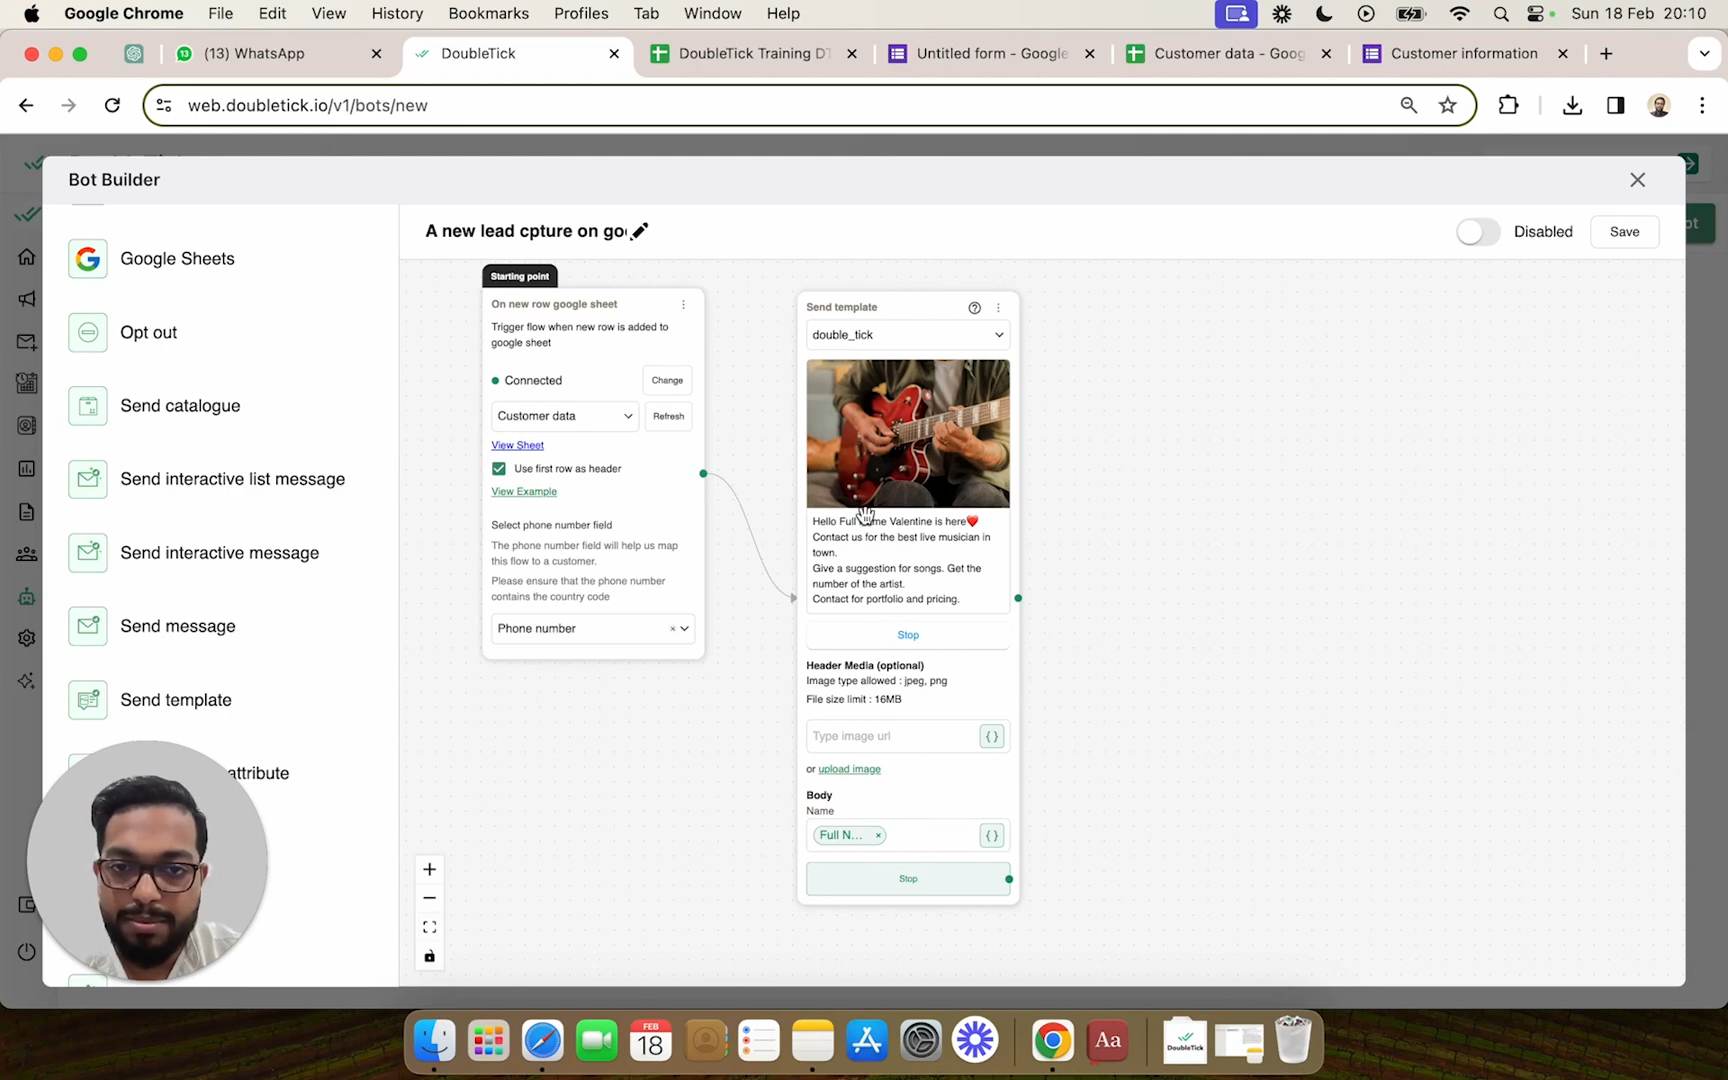 Google Chrome File Edit View History Bookmarks Profiles Tab Window Help Sun 18 Feb 20:10
13 (13) WhatsApp DoubleTick DoubleTick Training DT Untitled form - Google Customer data - Goog Customer information
web.doubletick.io/v1/bots/new
Bot Builder
A new lead cpture on goo
Disabled Save
Google Sheets
Opt out
Send catalogue
Send interactive list message
Send interactive message
Send message
Send template
attribute
Starting point
On new row google sheet
Trigger flow when new row is added to
google sheet
Connected Change
Customer data Refresh
View Sheet
Use first row as header
View Example
Select phone number field
The phone number field will help us map
this flow to a customer.
Please ensure that the phone number
contains the country code
Phone number ×
Send template
double_tick
Hello Full Valentine is here❤️
Contact us for the best live musician in
town.
Give a suggestion for songs. Get the
number of the artist.
Contact for portfolio and pricing.
Stop
Header Media (optional)
Image type allowed : jpeg, png
File size limit : 16MB
Type image url { }
or upload image
Body
Name
Full N... × { }
Stop
FEB
18
Aa
DoubleTick